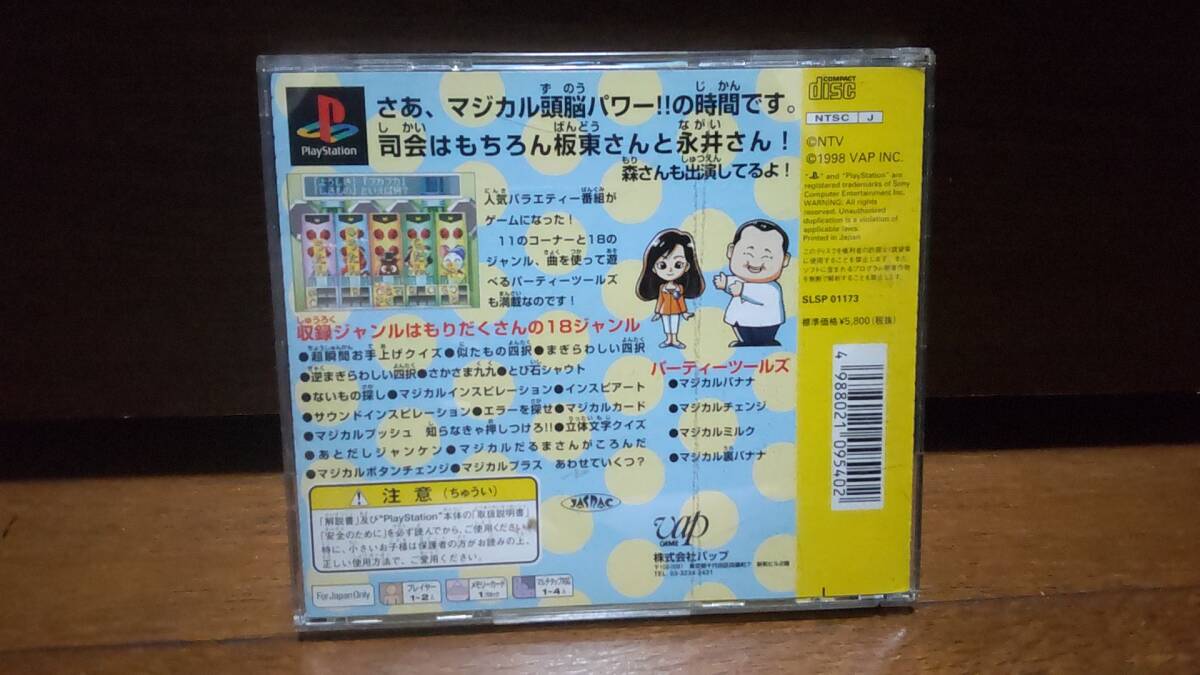 PlayStation
さあ、マジカル頭脳パワー!!の時間です。
司会はもちろん板東さんと永井さん!
森さんも出演してるよ!
人気バラエティー番組が
ゲームになった!
11のコーナーと18の
ジャンル、曲を使って遊
べるパーティーツールズ
も満載なのです!
収録ジャンルはもりだくさんの18ジャンル
●超瞬間お手上げクイズ●似たもの四択●まぎらわしい四択
●逆まぎらわしい四択●さかさま九九●とび石シャウト
●ないもの探し●マジカルインスピレーション●インスピアート
●サウンドインスピレーション●エラーを探せ●マジカルカード
●マジカルプッシュ 知らなきゃ押しつけろ!!●立体文字クイズ
●あとだしジャンケン●マジカルだるまさんがころんだ
●マジカルボタンチェンジ●マジカルプラス あわせていくつ?
パーティーツールズ
●マジカルバナナ
●マジカルチェンジ
●マジカルミルク
●マジカル裏バナナ
注意(ちゅうい)
「解説書」及び"PlayStation"本体の「取扱説明書」
「安全のために」を必ず読んでから、ご使用ください。
特に、小さいお子様は保護者の方がお読みの上、
正しい使用方法で、ご愛用ください。
For Japan Only
プレイヤー
1~2人
メモリーカード
1ブロック
マルチタップ対応
1~4人
JASRAC
vap
GAME
株式会社バップ
TEL 03-3234-
COMPACT
disc
NTSC J
©NTV
©1998 VAP INC.
" " and "PlayStation" are
registered trademarks of Sony
Computer Entertainment Inc.
WARNING: All rights
reserved. Unauthorized
duplication is a violation of
applicable laws.
Printed in Japan
SLSP 01173
標準価格¥5,800(税抜)
4 988021 095402